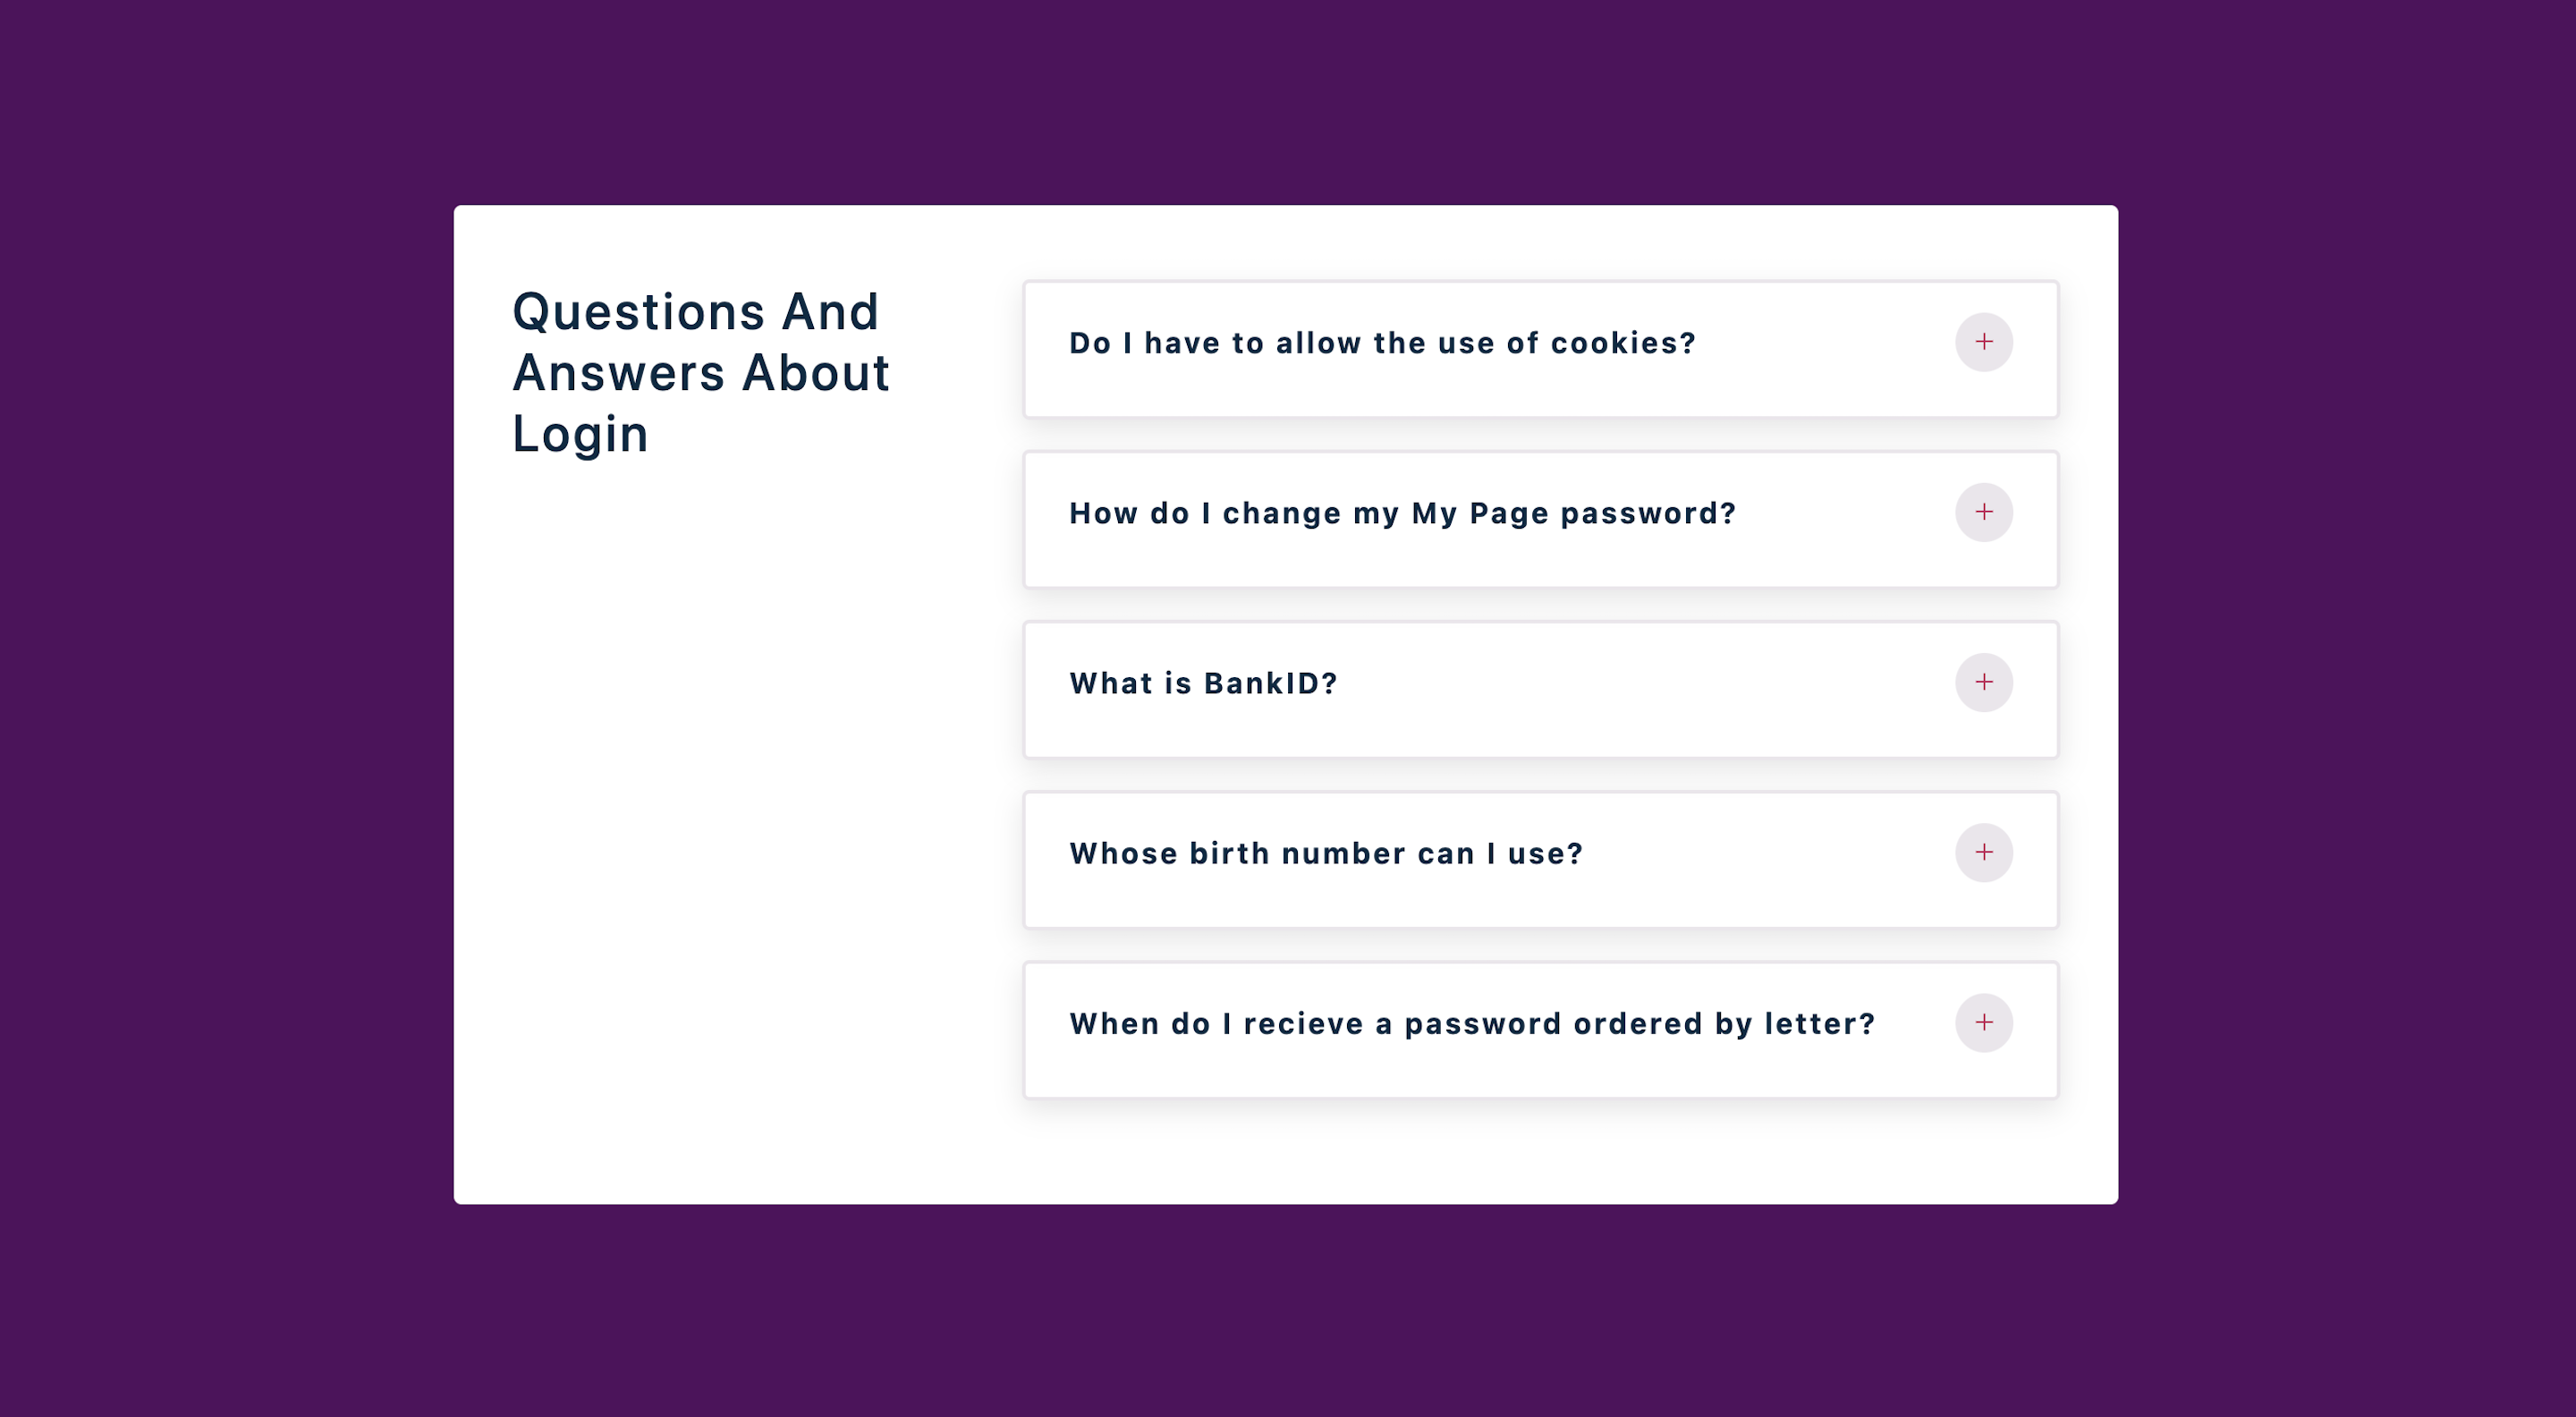 Questions And
Answers About
Login
Do I have to allow the use of cookies?
+
How do I change my My Page password?
+
What is BankID?
+
Whose birth number can I use?
+
When do I recieve a password ordered by letter?
+